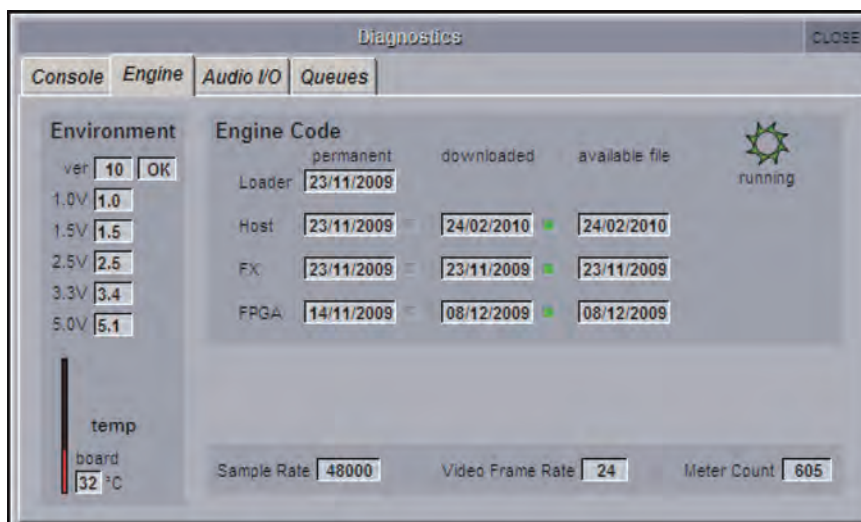 Diagnostics CLOSE
Console Engine Audio I/O Queues
Environment
ver 10 OK
1.0V 1.0
1.5V 1.5
2.5V 2.5
3.3V 3.4
5.0V 5.1
temp
board
32 °C
Engine Code
permanent downloaded available file
Loader 23/11/2009
Host 23/11/2009 = 24/02/2010 = 24/02/2010
FX 23/11/2009 = 23/11/2009 = 23/11/2009
FPGA 14/11/2009 = 08/12/2009 = 08/12/2009
running
Sample Rate 48000 Video Frame Rate 24 Meter Count 605